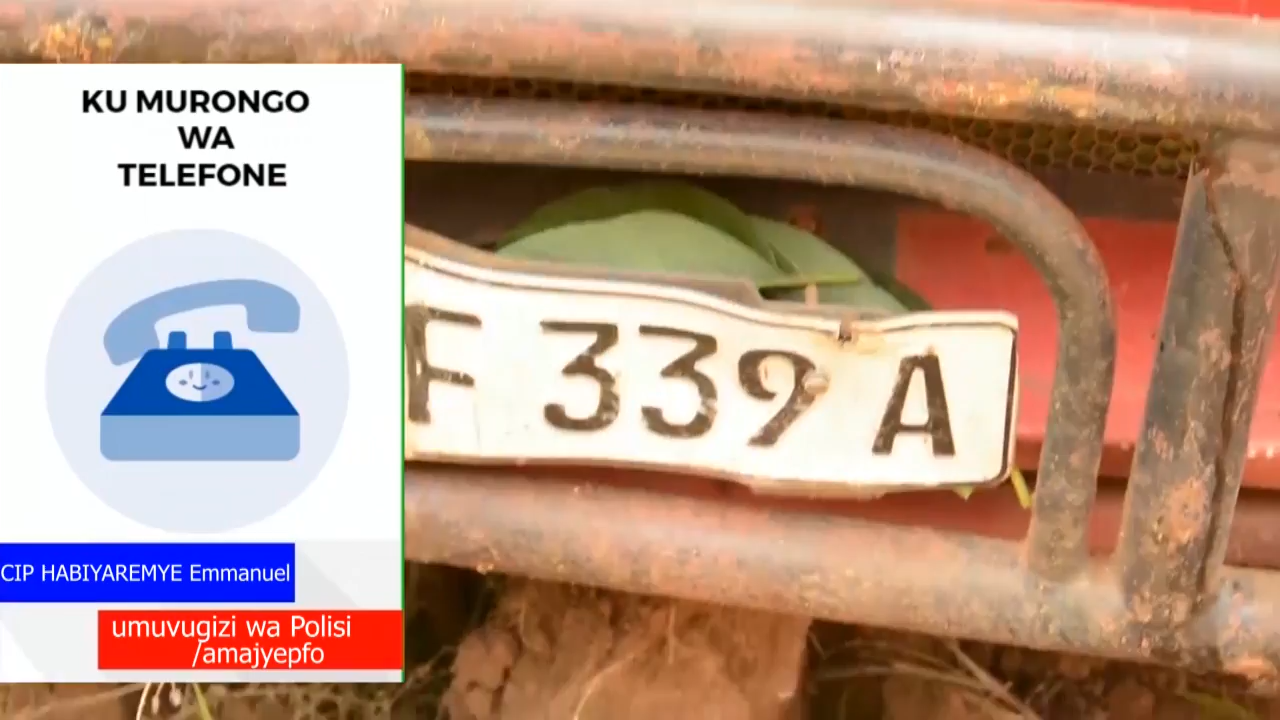 KU MURONGO
WA
TELEFONE
F 339 A
CIP HABIYAREMYE Emmanuel
umuvugizi wa Polisi
/amajyepfo